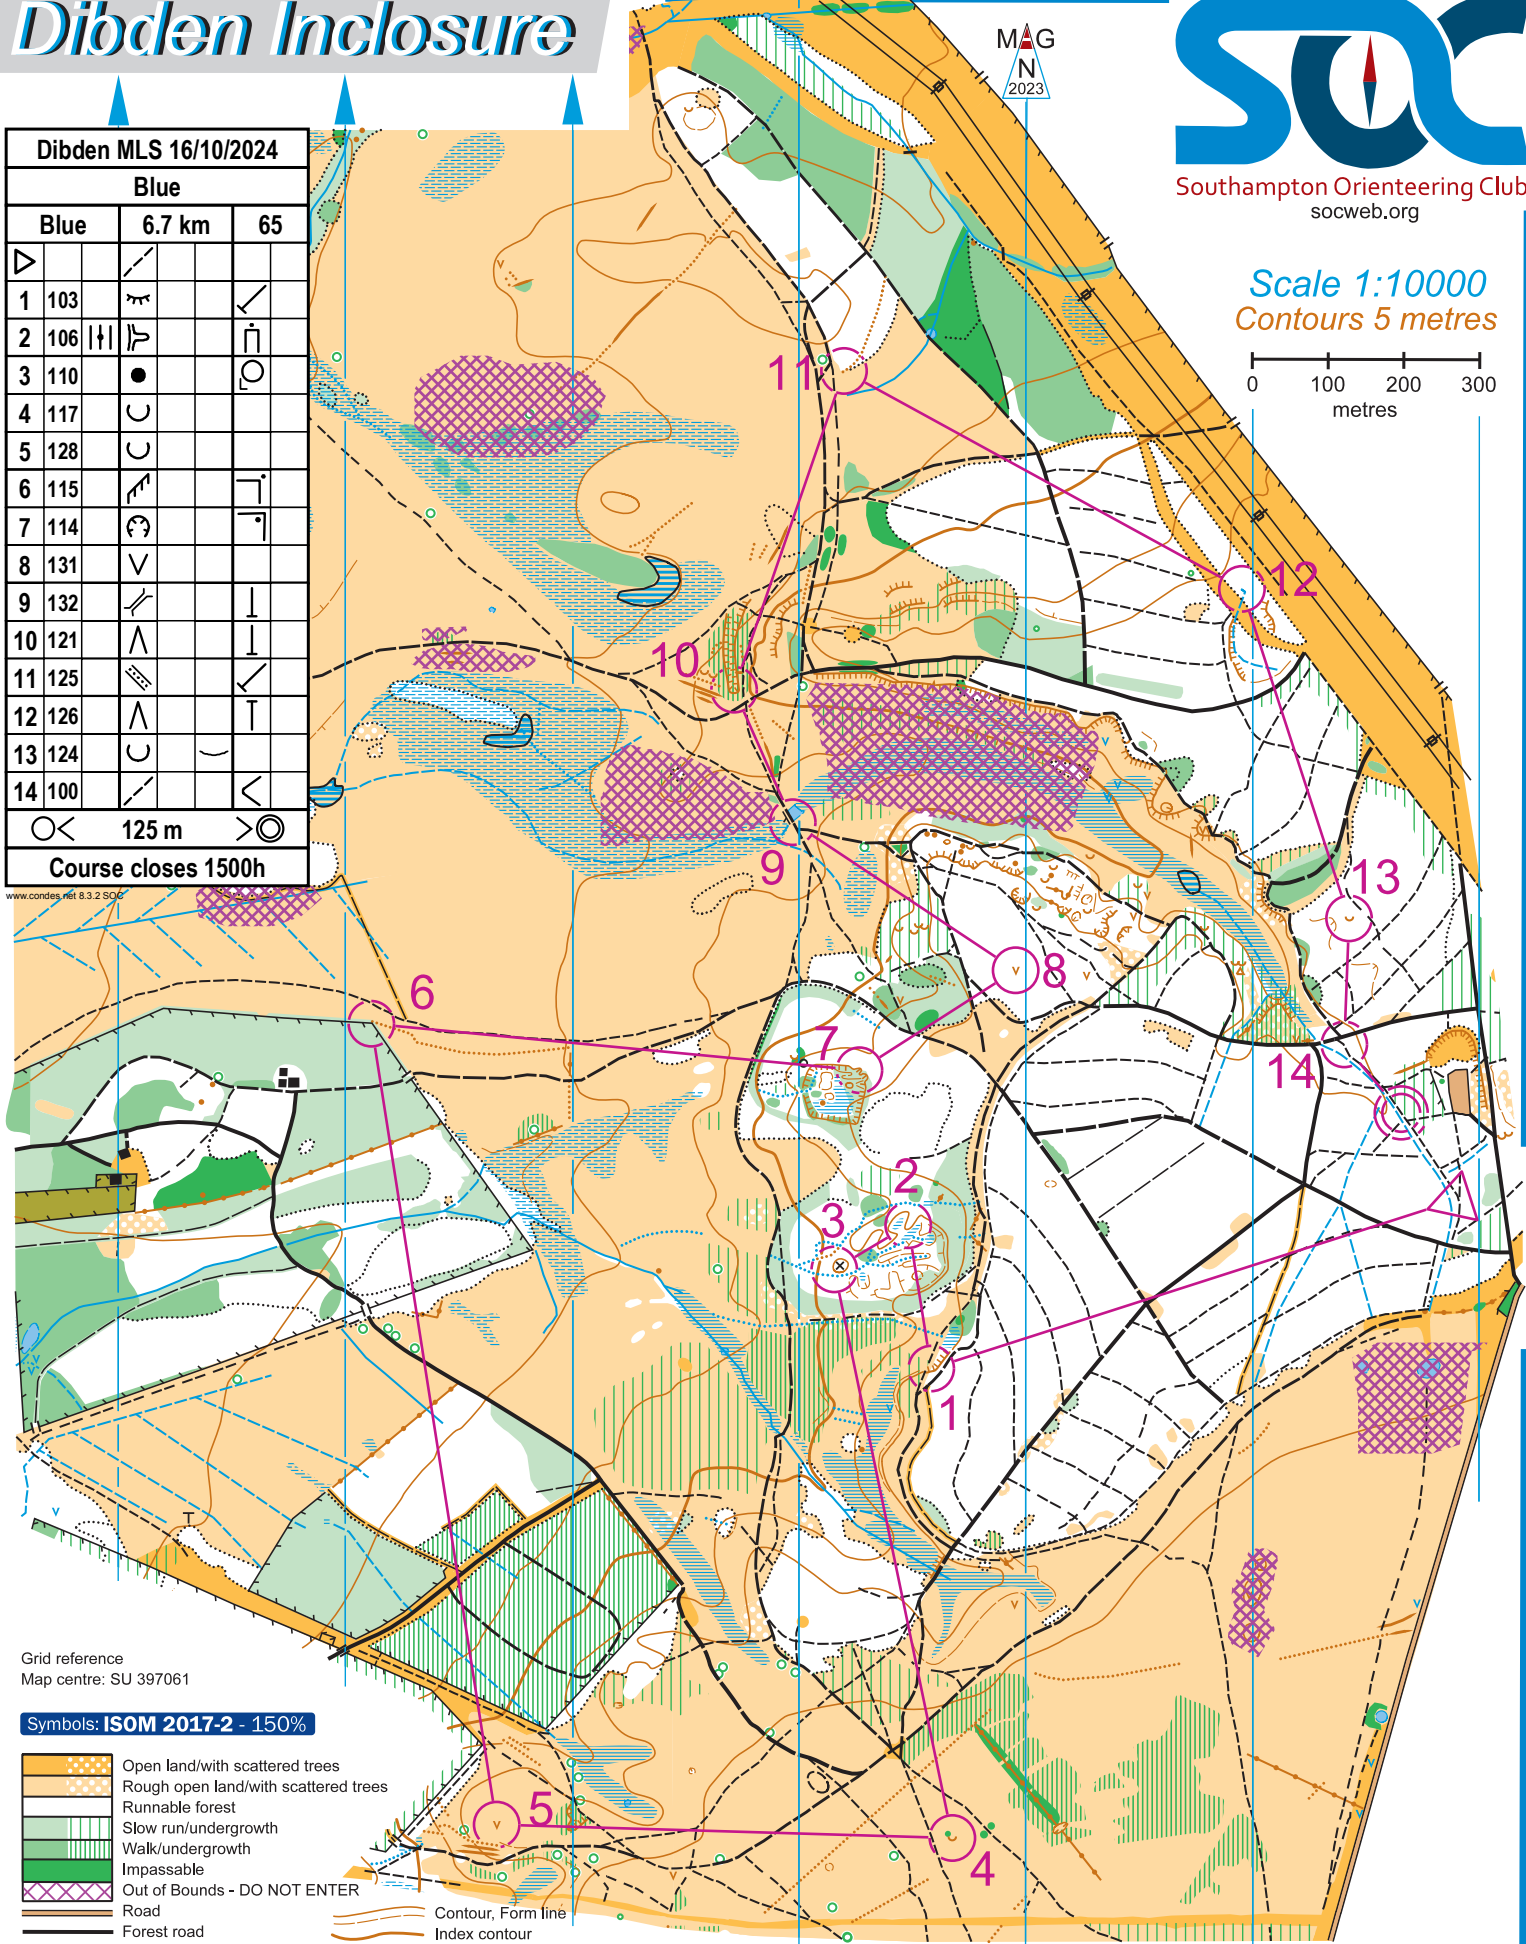 Dibden Inclosure
MAG
N
2023
SOC
Southampton Orienteering Club
socweb.org
Scale 1:10000
Contours 5 metres
0 100 200 300
metres
Dibden MLS 16/10/2024
Blue
Blue 6.7 km 65
1 103
2 106
3 110
4 117
5 128
6 115
7 114
8 131
9 132
10 121
11 125
12 126
13 124
14 100
125 m
Course closes 1500h
www.condes.net 8.3.2 SOC
11
12
10
9
13
6
8
7
14
2
3
1
5
4
Grid reference
Map centre: SU 397061
Symbols: ISOM 2017-2 - 150%
Open land/with scattered trees
Rough open land/with scattered trees
Runnable forest
Slow run/undergrowth
Walk/undergrowth
Impassable
Out of Bounds - DO NOT ENTER
Road
Forest road
Contour, Form line
Index contour